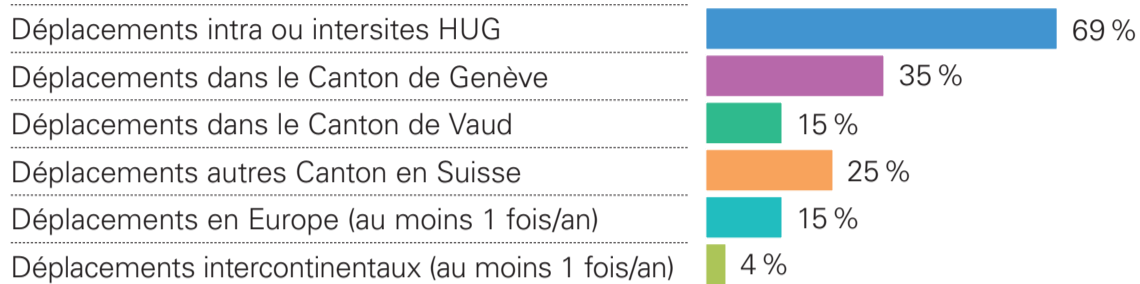 Déplacements intra ou intersites HUG 69 %
Déplacements dans le Canton de Genève 35 %
Déplacements dans le Canton de Vaud 15 %
Déplacements autres Canton en Suisse 25 %
Déplacements en Europe (au moins 1 fois/an) 15 %
Déplacements intercontinentaux (au moins 1 fois/an) 4 %